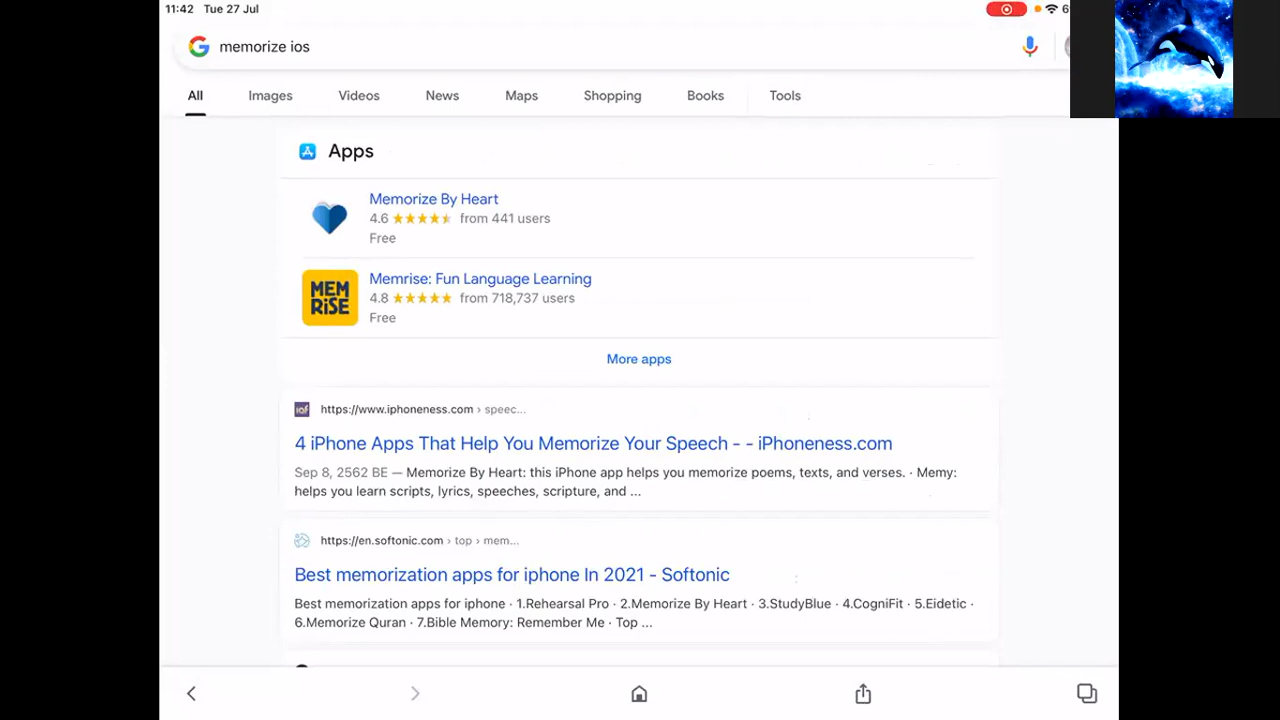 11:42 Tue 27 Jul
6
memorize ios
All Images Videos News Maps Shopping Books Tools
Apps
Memorize By Heart
4.6 from 441 users
Free
MEM
RiSE
Memrise: Fun Language Learning
4.8 from 718,737 users
Free
More apps
https://www.iphoneness.com › speec...
4 iPhone Apps That Help You Memorize Your Speech - - iPhoneness.com
Sep 8, 2562 BE — Memorize By Heart: this iPhone app helps you memorize poems, texts, and verses. · Memy:
helps you learn scripts, lyrics, speeches, scripture, and ...
https://en.softonic.com › top › mem...
Best memorization apps for iphone In 2021 - Softonic
Best memorization apps for iphone · 1.Rehearsal Pro · 2.Memorize By Heart · 3.StudyBlue · 4.CogniFit · 5.Eidetic ·
6.Memorize Quran · 7.Bible Memory: Remember Me · Top ...